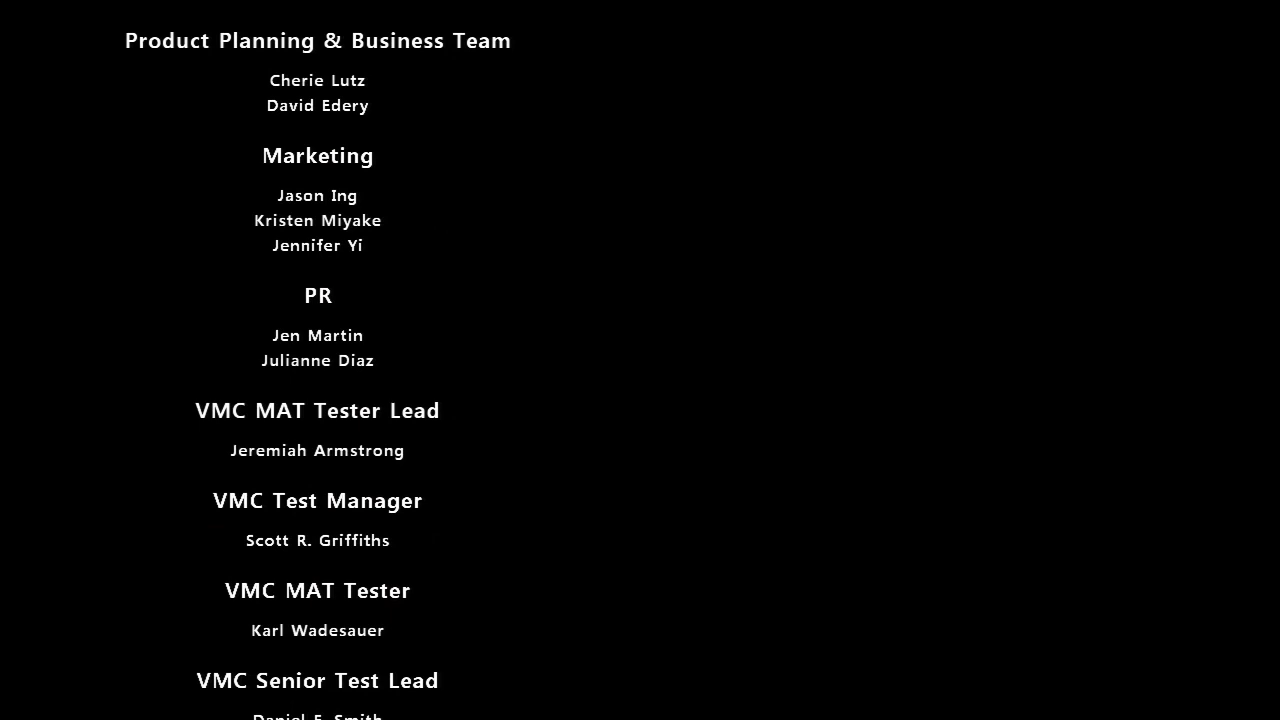 Product Planning & Business Team
Cherie Lutz
David Edery
Marketing
Jason Ing
Kristen Miyake
Jennifer Yi
PR
Jen Martin
Julianne Diaz
VMC MAT Tester Lead
Jeremiah Armstrong
VMC Test Manager
Scott R. Griffiths
VMC MAT Tester
Karl Wadesauer
VMC Senior Test Lead
Daniel Smith